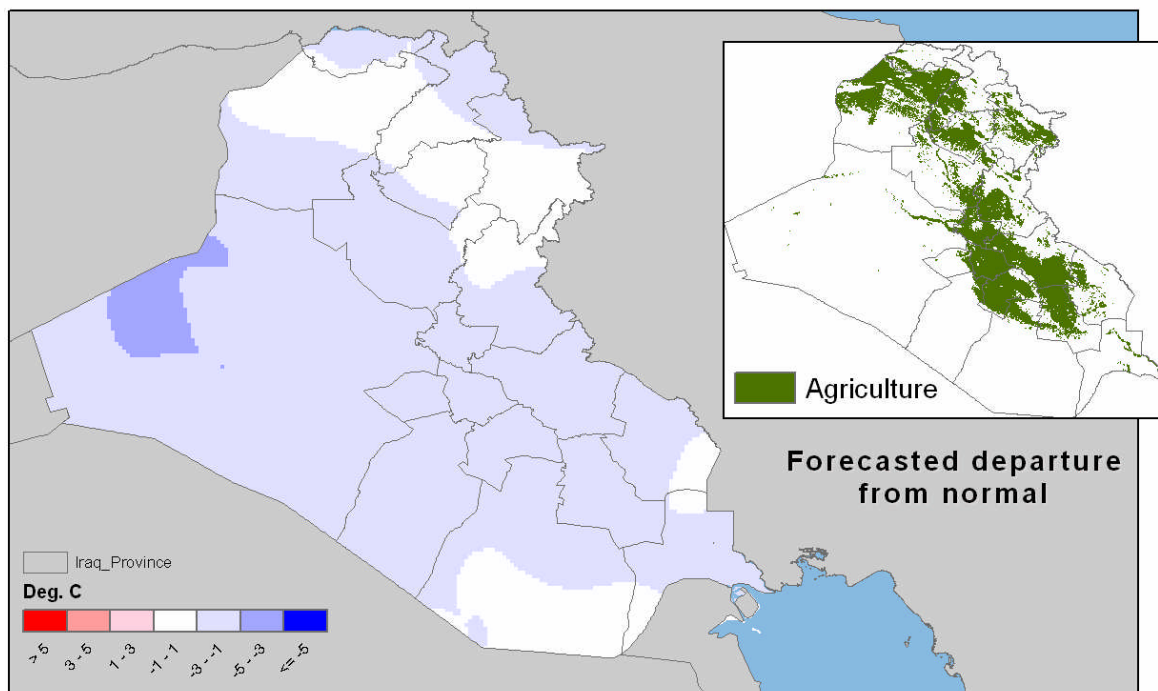 Agriculture
Forecasted departure
from normal
Iraq_Province
Deg. C
> 5
3 - 5
1 - 3
-1 - 1
-3 - -1
-5 - -3
<= -5